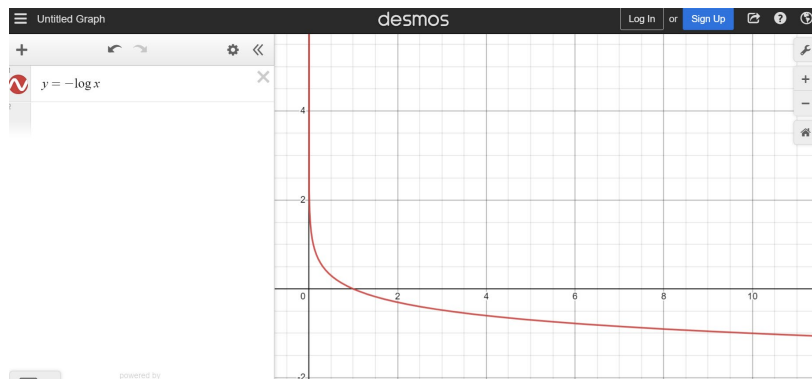 Untitled Graph
desmos
Log In or Sign Up
y = −log x
4
2
0 2 4 6 8 10
-2
powered by